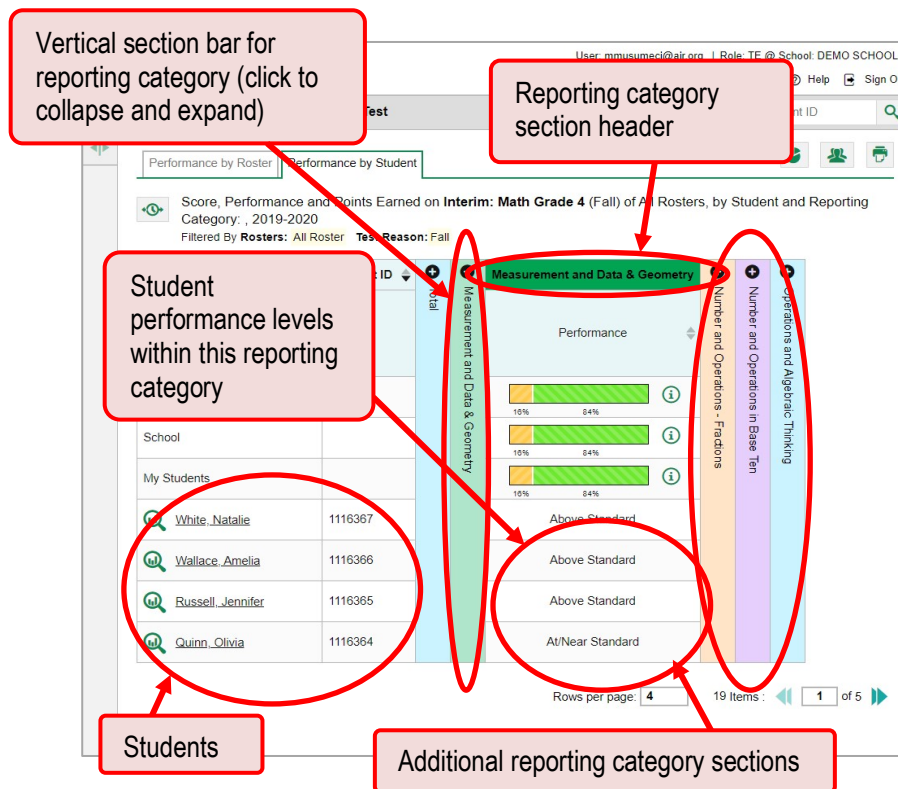 Vertical section bar for
reporting category (click to
collapse and expand)
User: mmusumeci@air.org | Role: TE @ School: DEMO SCHOOL
Help Sign O
Reporting category
section header
Test
nt ID
Performance by Roster
Performance by Student
Score, Performance and Points Earned on Interim: Math Grade 4 (Fall) of All Rosters, by Student and Reporting
Category: , 2019-2020
Filtered By Rosters: All Roster Test Reason: Fall
Student
performance levels
within this reporting
category
ID
Total
Measurement and Data & Geometry
Measurement and Data & Geometry
Performance
Number and Operations - Fractions
Number and Operations in Base Ten
Operations and Algebraic Thinking
16% 84%
School
16% 84%
My Students
16% 84%
White, Natalie 1116367 Above Standard
Wallace, Amelia 1116366 Above Standard
Russell, Jennifer 1116365 Above Standard
Quinn, Olivia 1116364 At/Near Standard
Rows per page: 4 19 Items : 1 of 5
Students
Additional reporting category sections